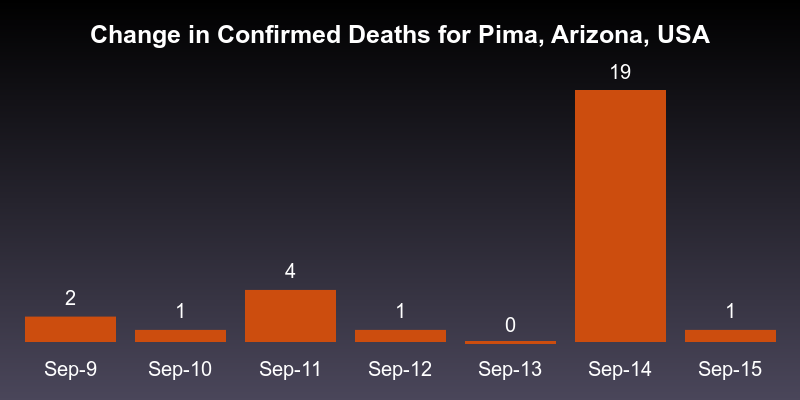 Change in Confirmed Deaths for Pima, Arizona, USA
2
1
4
1
0
19
1
Sep-9
Sep-10
Sep-11
Sep-12
Sep-13
Sep-14
Sep-15